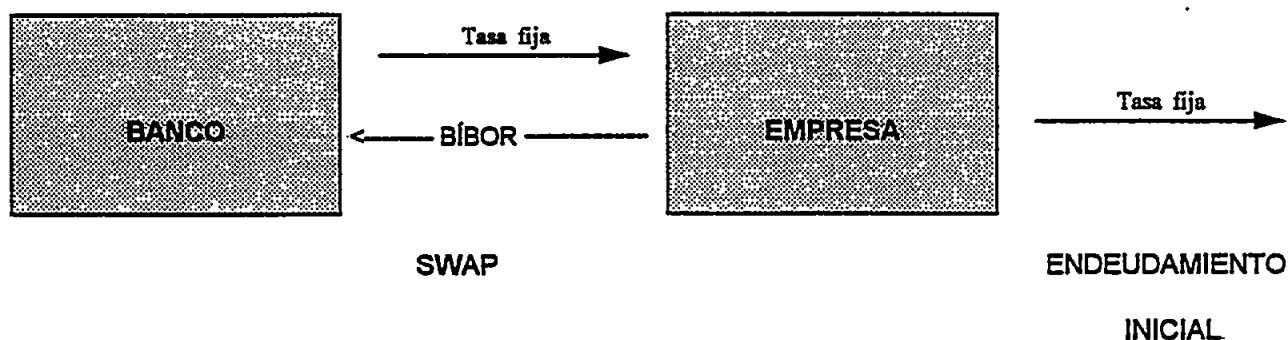 Tasa fija
Tasa fija
BANCO
BÍBOR
EMPRESA
SWAP
ENDEUDAMIENTO
INICIAL